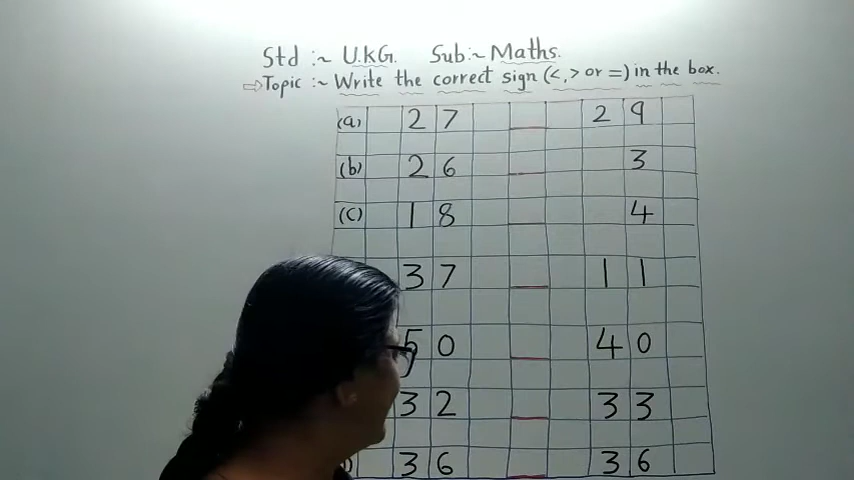 Std :~ U.K.G. Sub:~ Maths.
⇨Topic :~ Write the correct sign (<,> or =) in the box.
(a) 27 _ 29
(b) 26 _ 3
(c) 18 _ 4
37 _ 11
50 _ 40
32 _ 33
36 _ 36